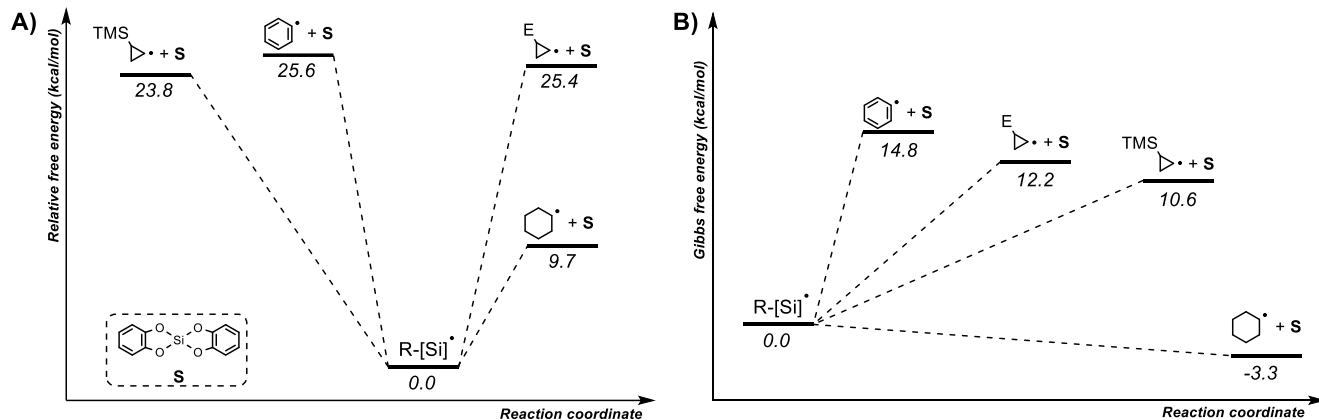 A)
Relative free energy (kcal/mol)
TMS
• + S
23.8
• + S
25.6
E
• + S
25.4
• + S
9.7
R-[Si]•
0.0
O O
Si
O O
S
Reaction coordinate
B)
Gibbs free energy (kcal/mol)
• + S
14.8
E
• + S
12.2
TMS
• + S
10.6
R-[Si]•
0.0
• + S
-3.3
Reaction coordinate